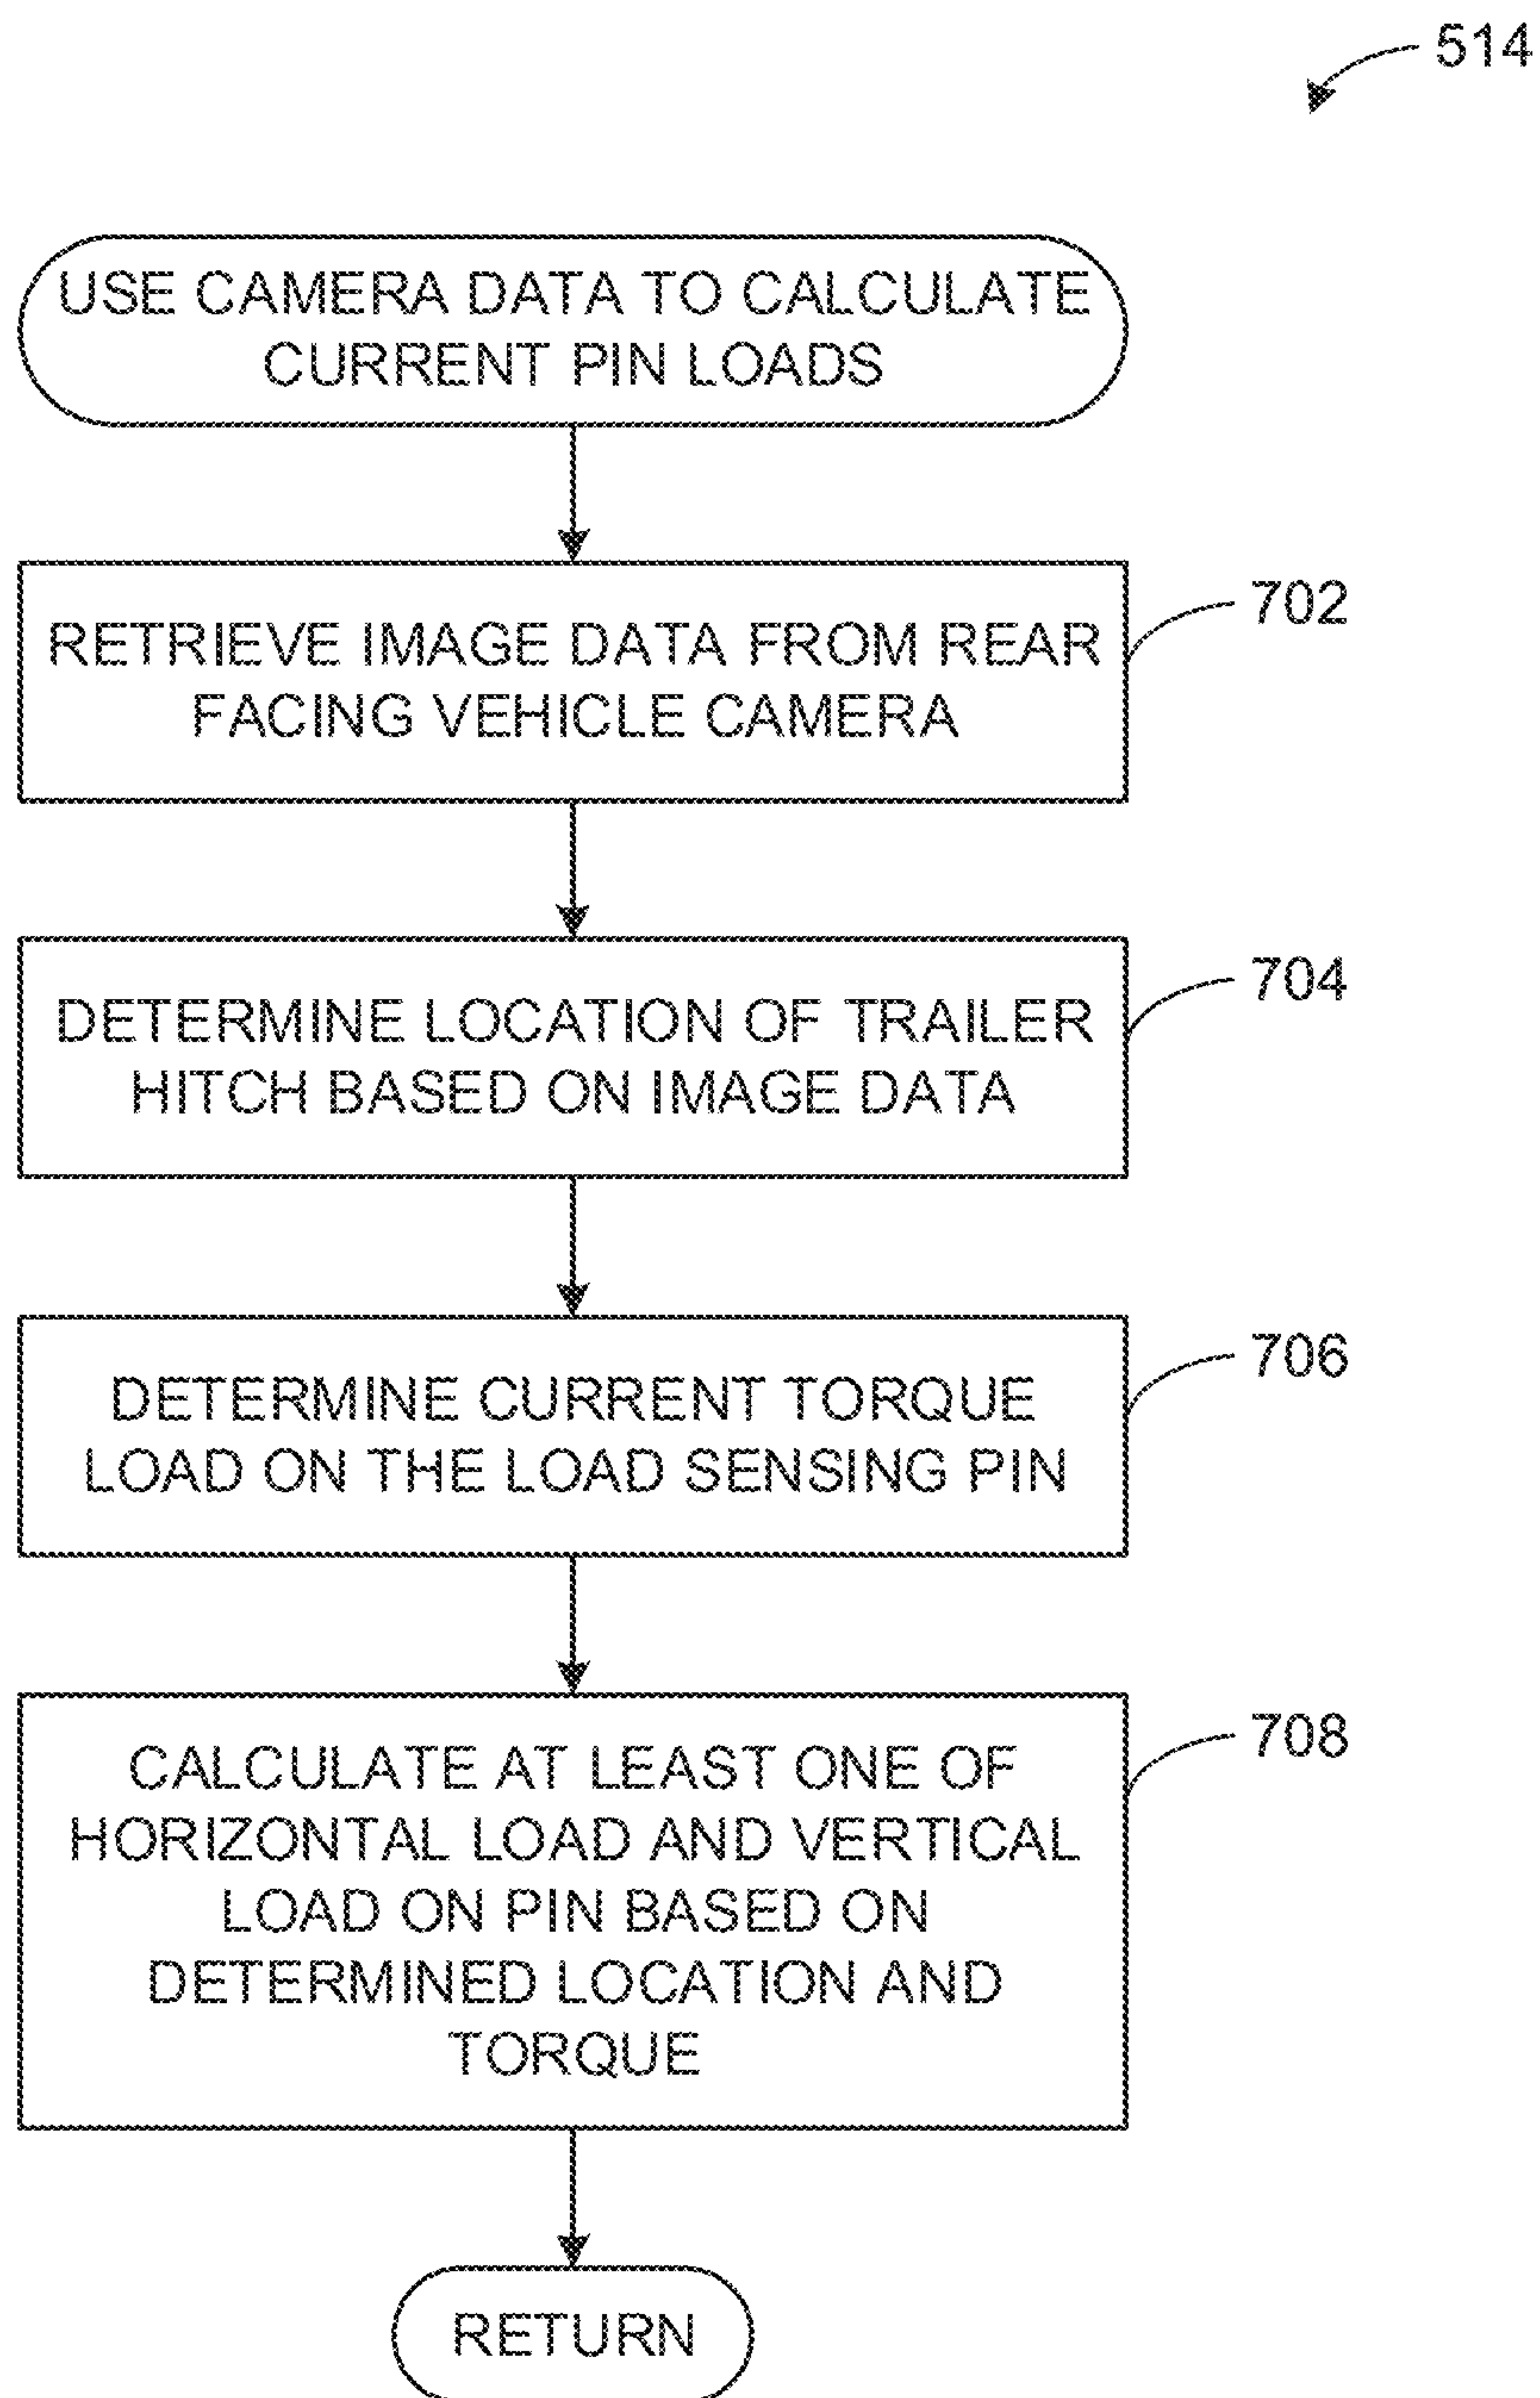 514
USE CAMERA DATA TO CALCULATE
CURRENT PIN LOADS
RETRIEVE IMAGE DATA FROM REAR
FACING VEHICLE CAMERA
702
DETERMINE LOCATION OF TRAILER
HITCH BASED ON IMAGE DATA
704
DETERMINE CURRENT TORQUE
LOAD ON THE LOAD SENSING PIN
706
CALCULATE AT LEAST ONE OF
HORIZONTAL LOAD AND VERTICAL
LOAD ON PIN BASED ON
DETERMINED LOCATION AND
TORQUE
708
RETURN